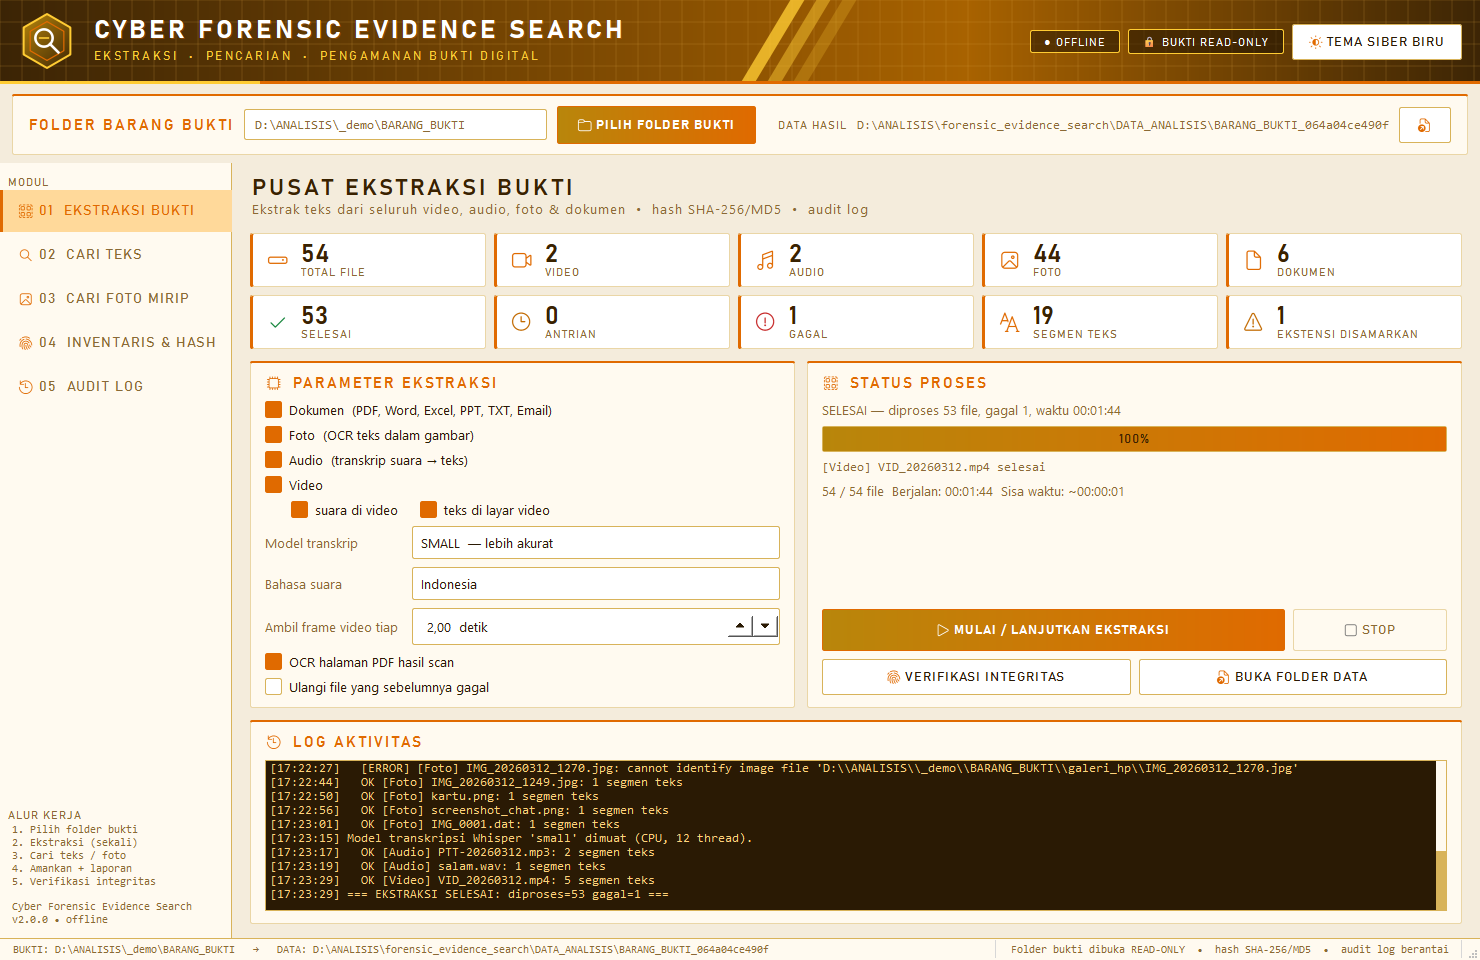 CYBER FORENSIC EVIDENCE SEARCH
EKSTRAKSI • PENCARIAN • PENGAMANAN BUKTI DIGITAL
● OFFLINE
BUKTI READ-ONLY
TEMA SIBER BIRU
FOLDER BARANG BUKTI
D:\ANALISIS\_demo\BARANG_BUKTI
PILIH FOLDER BUKTI
DATA HASIL D:\ANALISIS\forensic_evidence_search\DATA_ANALISIS\BARANG_BUKTI_064a04ce490f
MODUL
01 EKSTRAKSI BUKTI
02 CARI TEKS
03 CARI FOTO MIRIP
04 INVENTARIS & HASH
05 AUDIT LOG
PUSAT EKSTRAKSI BUKTI
Ekstrak teks dari seluruh video, audio, foto & dokumen • hash SHA-256/MD5 • audit log
54
TOTAL FILE
2
VIDEO
2
AUDIO
44
FOTO
6
DOKUMEN
53
SELESAI
0
ANTRIAN
1
GAGAL
19
SEGMEN TEKS
1
EKSTENSI DISAMARKAN
PARAMETER EKSTRAKSI
Dokumen (PDF, Word, Excel, PPT, TXT, Email)
Foto (OCR teks dalam gambar)
Audio (transkrip suara → teks)
Video
suara di video
teks di layar video
Model transkrip
SMALL — lebih akurat
Bahasa suara
Indonesia
Ambil frame video tiap
2,00 detik
OCR halaman PDF hasil scan
Ulangi file yang sebelumnya gagal
STATUS PROSES
SELESAI — diproses 53 file, gagal 1, waktu 00:01:44
100%
[Video] VID_20260312.mp4 selesai
54 / 54 file Berjalan: 00:01:44 Sisa waktu: ~00:00:01
MULAI / LANJUTKAN EKSTRAKSI
STOP
VERIFIKASI INTEGRITAS
BUKA FOLDER DATA
LOG AKTIVITAS
[17:22:27] [ERROR] [Foto] IMG_20260312_1270.jpg: cannot identify image file 'D:\\ANALISIS\\_demo\\BARANG_BUKTI\\galeri_hp\\IMG_20260312_1270.jpg'
[17:22:44] OK [Foto] IMG_20260312_1249.jpg: 1 segmen teks
[17:22:50] OK [Foto] kartu.png: 1 segmen teks
[17:22:56] OK [Foto] screenshot_chat.png: 1 segmen teks
[17:23:01] OK [Foto] IMG_0001.dat: 1 segmen teks
[17:23:15] Model transkripsi Whisper 'small' dimuat (CPU, 12 thread).
[17:23:17] OK [Audio] PTT-20260312.mp3: 2 segmen teks
[17:23:19] OK [Audio] salam.wav: 1 segmen teks
[17:23:29] OK [Video] VID_20260312.mp4: 5 segmen teks
[17:23:29] === EKSTRAKSI SELESAI: diproses=53 gagal=1 ===
ALUR KERJA
1. Pilih folder bukti
2. Ekstraksi (sekali)
3. Cari teks / foto
4. Amankan + laporan
5. Verifikasi integritas
Cyber Forensic Evidence Search
v2.0.0 • offline
BUKTI: D:\ANALISIS\_demo\BARANG_BUKTI → DATA: D:\ANALISIS\forensic_evidence_search\DATA_ANALISIS\BARANG_BUKTI_064a04ce490f
Folder bukti dibuka READ-ONLY • hash SHA-256/MD5 • audit log berantai